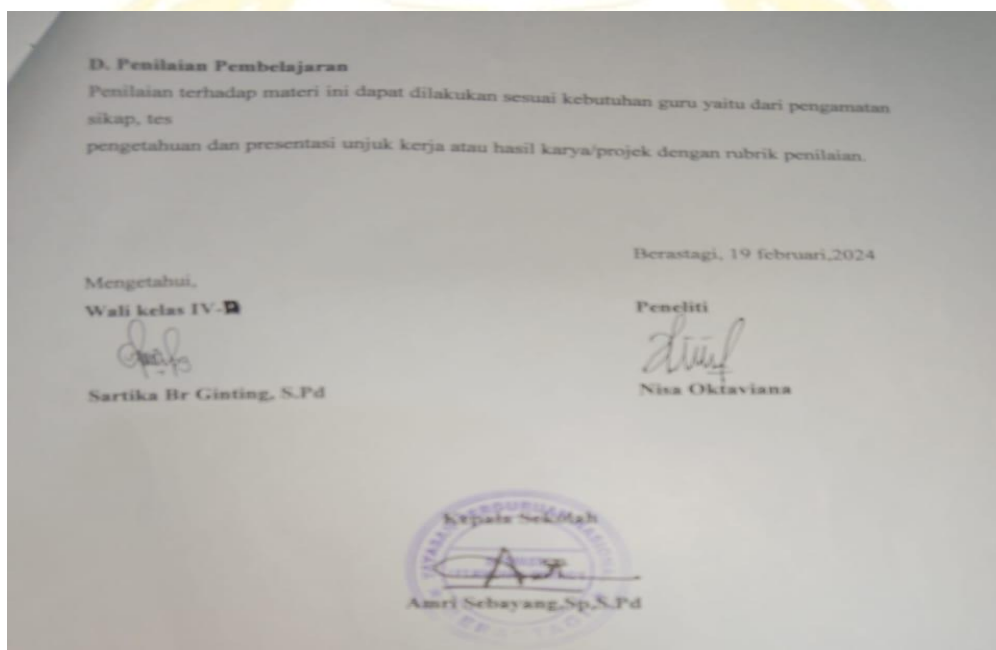 D. Penilaian Pembelajaran
Penilaian terhadap materi ini dapat dilakukan sesuai kebutuhan guru yaitu dari pengamatan
sikap, tes
pengetahuan dan presentasi unjuk kerja atau hasil karya/projek dengan rubrik penilaian.
Berastagi, 19 februari,2024
Mengetahui,
Wali kelas IV-
Peneliti
Sartika Br Ginting, S.Pd
Nisa Oktaviana
Kepala Sekolah
Amri Sebayang,Sp,S.Pd